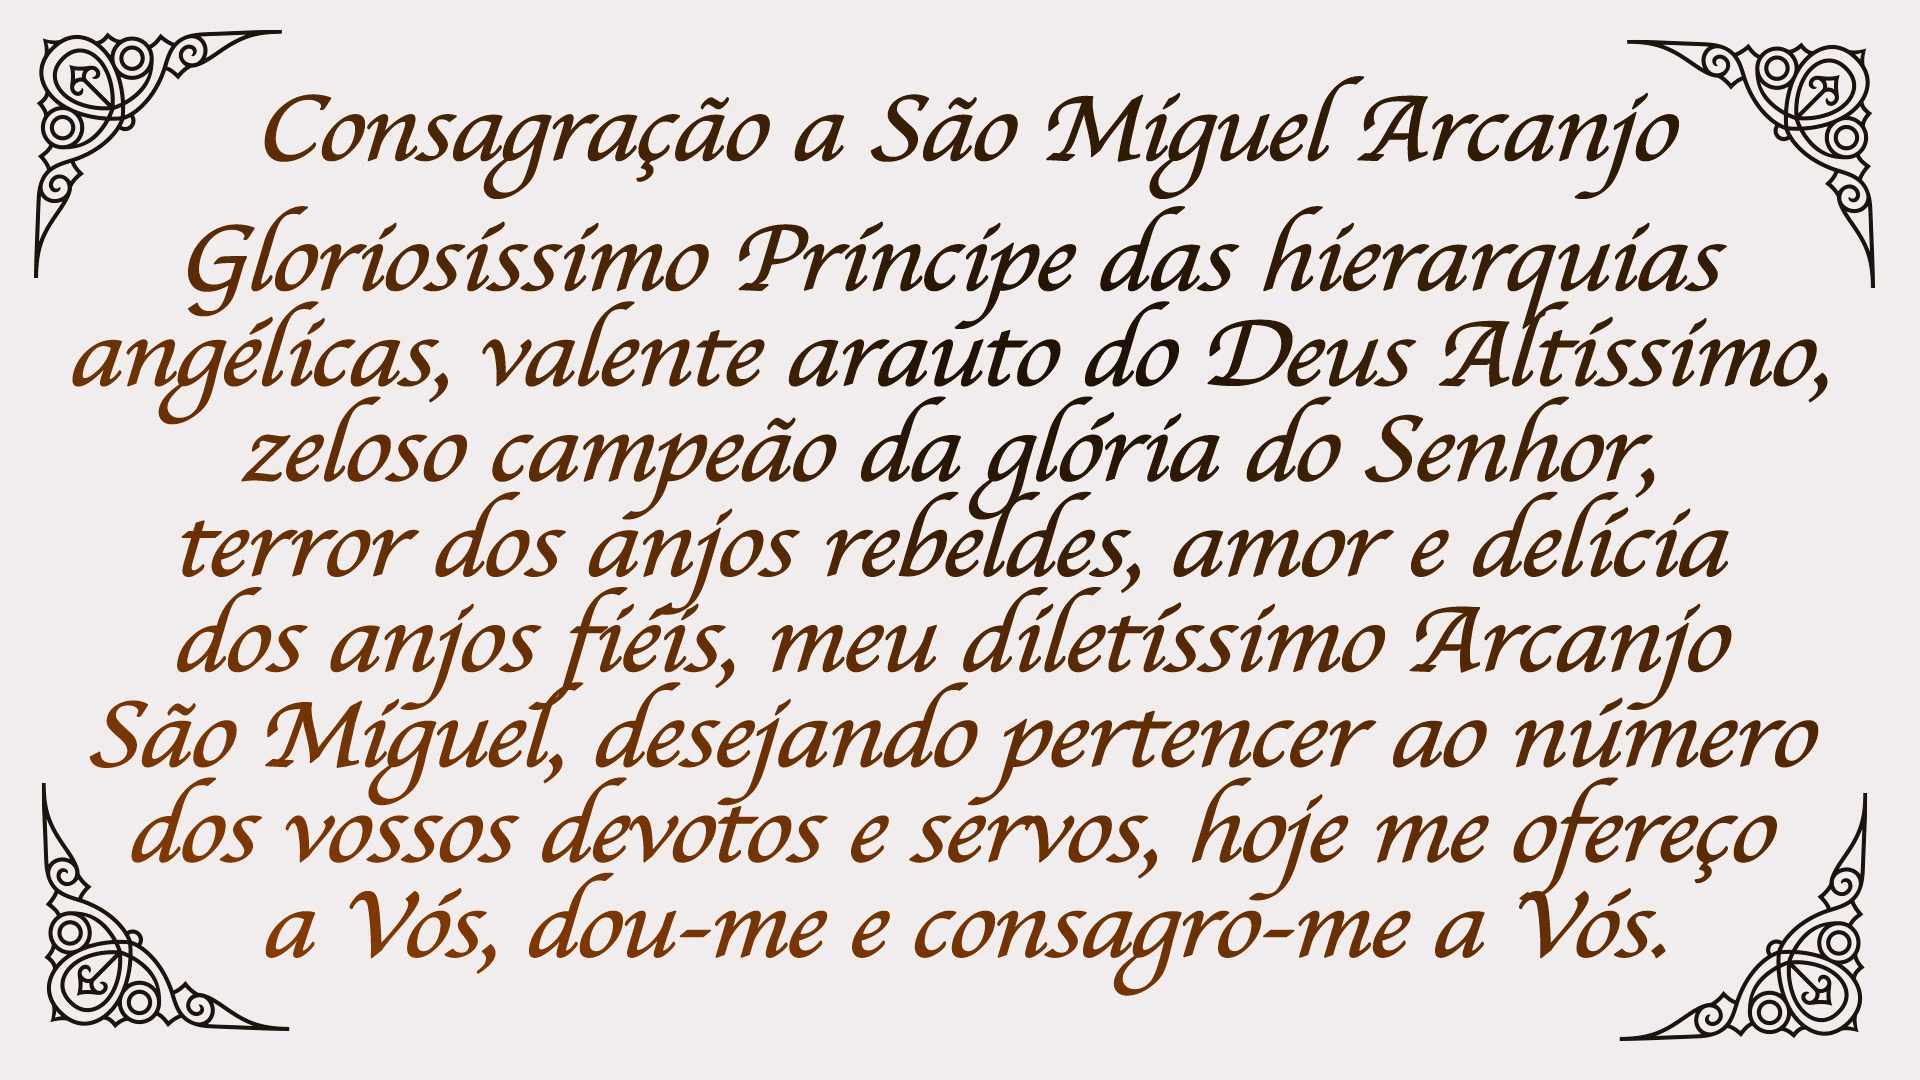 Consagração a São Miguel Arcanjo
Gloriosíssimo Príncipe das hierarquias
angélicas, valente arauto do Deus Altíssimo,
zeloso campeão da glória do Senhor,
terror dos anjos rebeldes, amor e delícia
dos anjos fiéis, meu diletíssimo Arcanjo
São Miguel, desejando pertencer ao número
dos vossos devotos e servos, hoje me ofereço
a Vós, dou-me e consagro-me a Vós.